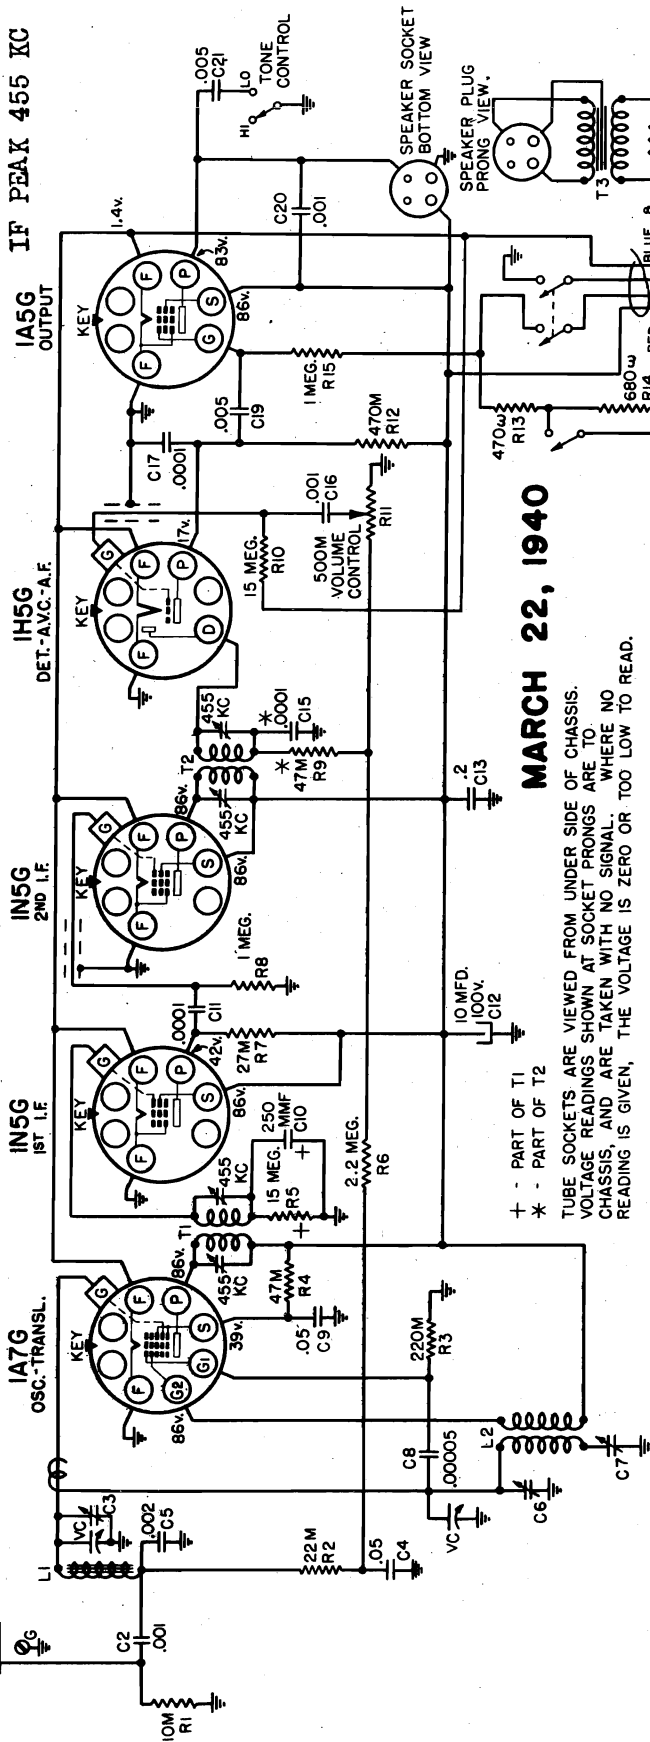 IF PEAK 455 KC
1A7G
OSC.-TRANSL.
KEY
G
F
F
P
S
G1
G2
86v.
86v.
39v.
1N5G
1ST I.F.
KEY
G
F
F
P
S
42v.
86v.
1N5G
2ND I.F.
KEY
G
F
F
P
S
86v.
86v.
1H5G
DET.-A.V.C.-A.F.
KEY
G
F
F
P
D
17v.
1A5G
OUTPUT
KEY
F
F
P
S
G
1.4v.
83v.
86v.
G
L1
VC
C3
.002
C5
C2
.001
10M
R1
22M
R2
.05
C4
T1
455
KC
455
KC
47M
R4
.05
C9
15 MEG.
R5
+
250
MMF
C10
+
220M
R3
C8
.00005
VC
L2
C6
C7
2.2 MEG.
R6
.0001
C11
27M
R7
1 MEG.
R8
10 MFD.
100v.
C12
T2
455
KC
455
KC
*
.0001
C15
*
47M
R9
.2
C13
15 MEG.
R10
.001
C16
500M
VOLUME
CONTROL
R11
C17
.0001
.005
C19
470M
R12
1 MEG.
R15
C20
.001
.005
C21
HI
LO
TONE
CONTROL
SPEAKER SOCKET
BOTTOM VIEW
SPEAKER PLUG
PRONG VIEW.
T3
470ω
R13
680ω
R14
RED
BLUE
MARCH 22, 1940
+ - PART OF T1
* - PART OF T2
TUBE SOCKETS ARE VIEWED FROM UNDER SIDE OF CHASSIS.
VOLTAGE READINGS SHOWN AT SOCKET PRONGS ARE TO
CHASSIS, AND ARE TAKEN WITH NO SIGNAL. WHERE NO
READING IS GIVEN, THE VOLTAGE IS ZERO OR TOO LOW TO READ.